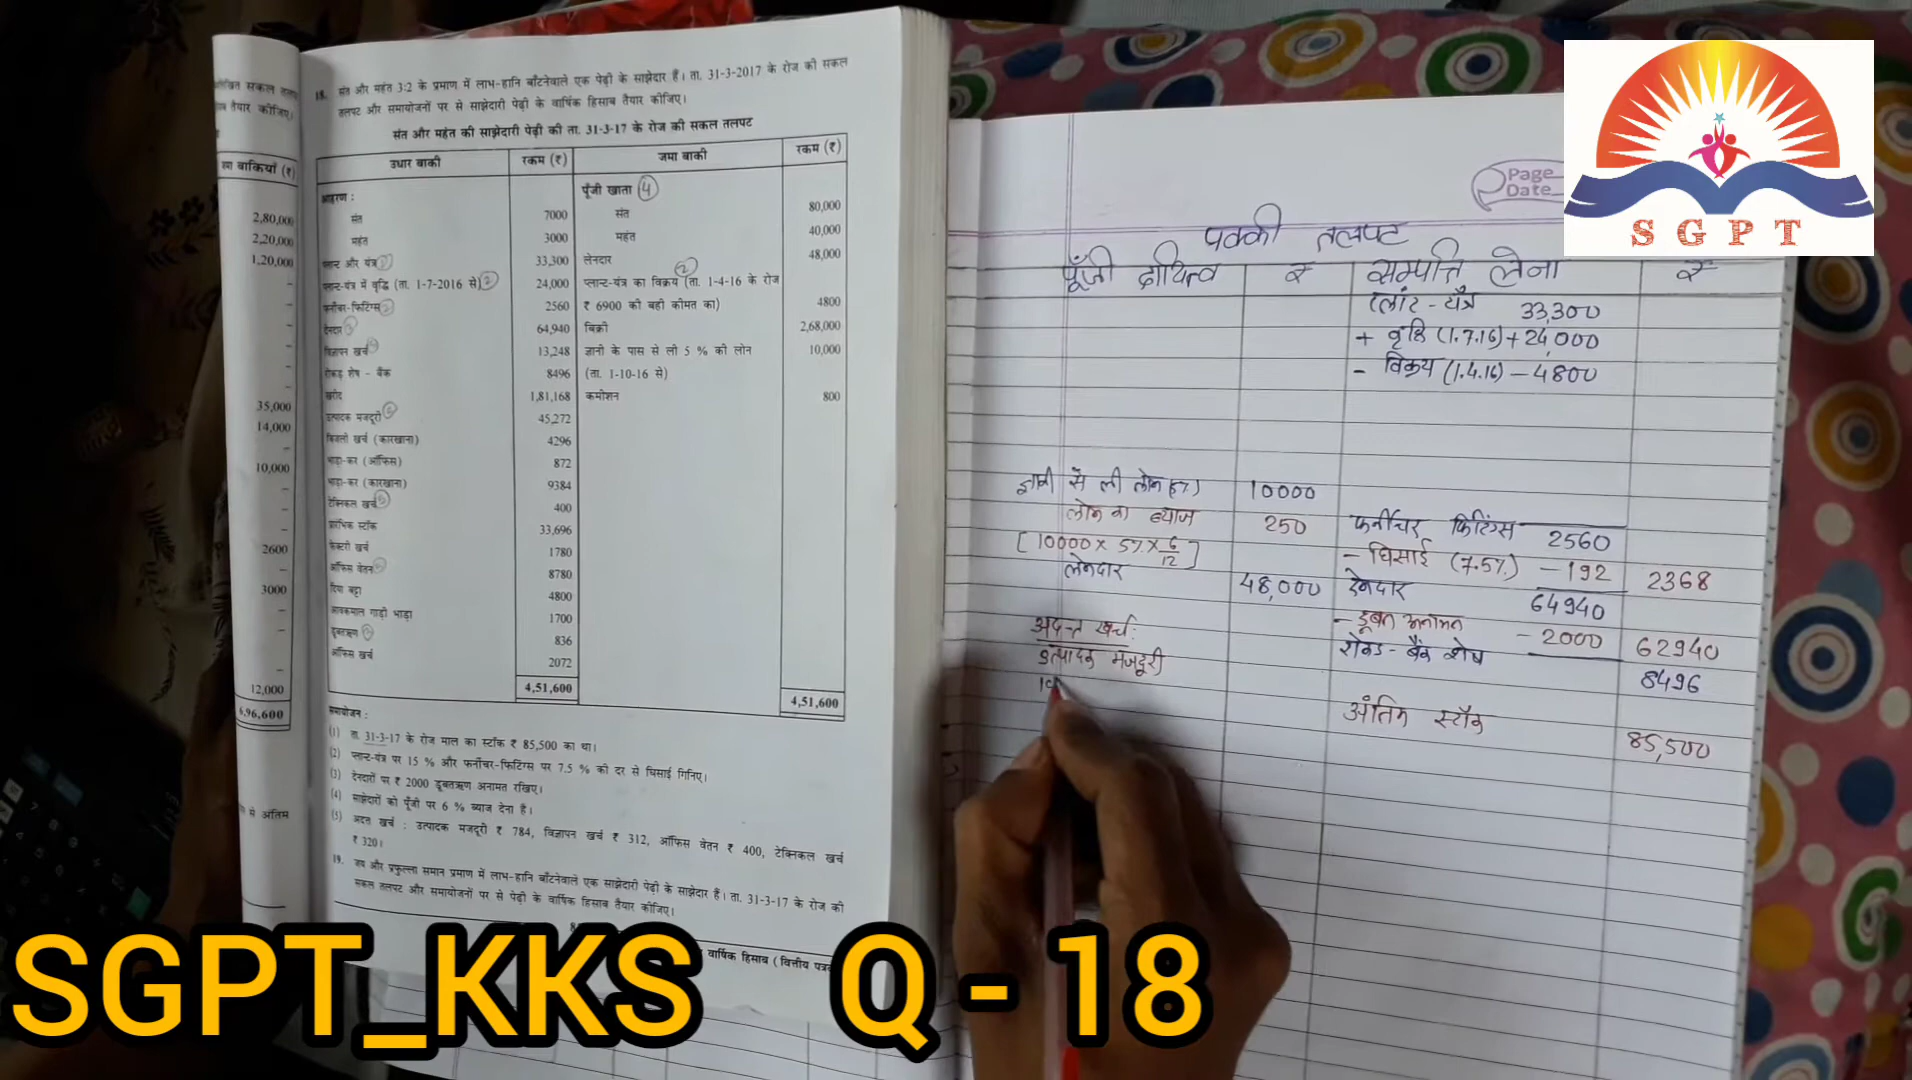 18. संत और महंत 3:2 के प्रमाण में लाभ-हानि बाँटनेवाले एक पेढ़ी के साझेदार हैं। ता. 31-3-2017 के रोज की सकल
तलपट और समायोजनों पर से साझेदारी पेढ़ी के वार्षिक हिसाब तैयार कीजिए।
संत और महंत की साझेदारी पेढ़ी की ता. 31-3-17 के रोज की सकल तलपट
उधार बाकी रकम (₹) जमा बाकी रकम (₹)
आहरण : पूँजी खाता 4
संत 7000 संत 80,000
महंत 3000 महंत 40,000
प्लान्ट और यंत्र 33,300 लेनदार 48,000
प्लान्ट-यंत्र में वृद्धि (ता. 1-7-2016 से) 24,000 प्लान्ट-यंत्र का विक्रय (ता. 1-4-16 के रोज
फर्नीचर-फिटिंग्स 2560 ₹ 6900 की बही कीमत का) 4800
देनदार 64,940 बिक्री 2,68,000
विज्ञापन खर्च 13,248 ज्ञानी के पास से ली 5 % की लोन 10,000
रोकड़ शेष - बैंक 8496 (ता. 1-10-16 से)
खरीद 1,81,168 कमीशन 800
उत्पादक मजदूरी 45,272
बिजली खर्च (कारखाना) 4296
भाड़ा-कर (ऑफिस) 872
भाड़ा-कर (कारखाना) 9384
टेक्निकल खर्च 400
प्रारंभिक स्टॉक 33,696
फेक्टरी खर्च 1780
ऑफिस वेतन 8780
दिया बट्टा 4800
आवकमाल गाड़ी भाड़ा 1700
डूबतऋण 836
ऑफिस खर्च 2072
4,51,600 4,51,600
समायोजन :
(1) ता. 31-3-17 के रोज माल का स्टॉक ₹ 85,500 का था।
(2) प्लान्ट-यंत्र पर 15 % और फर्नीचर-फिटिंग्स पर 7.5 % की दर से घिसाई गिनिए।
(3) देनदारों पर ₹ 2000 डूबतऋण अनामत रखिए।
(4) साझेदारों को पूँजी पर 6 % ब्याज देना है।
(5) अदत्त खर्च : उत्पादक मजदूरी ₹ 784, विज्ञापन खर्च ₹ 312, ऑफिस वेतन ₹ 400, टेक्निकल खर्च
₹ 320।
19. जय और प्रफुल्ला समान प्रमाण में लाभ-हानि बाँटनेवाले एक साझेदारी पेढ़ी के साझेदार हैं। ता. 31-3-17 के रोज की
सकल तलपट और समायोजनों पर से पेढ़ी के वार्षिक हिसाब तैयार कीजिए।
वार्षिक हिसाब (वित्तीय
सकल
तैयार कीजिए।
बाकियाँ (₹)
2,80,000
2,20,000
1,20,000
35,000
14,000
10,000
2600
3000
12,000
6,96,600
से अंतिम
Page
Date
पक्की तलपट
पूँजी दायित्व ₹ सम्पत्ति लेना ₹
प्लांट - यंत्र 33,300
+ वृद्धि (1.7.16) + 24,000
- विक्रय (1.4.16) - 4800
ज्ञानी से ली लोन (5%) 10000
लोन का ब्याज 250 फर्नीचर फिटिंग्स 2560
[10000 × 5% × 6/12] - घिसाई (7.5%) - 192 2368
लेनदार 48,000 देनदार 64940
अदत्त खर्च: - डूबत अनामत - 2000 62940
उत्पादक मजदूरी रोकड - बैंक शेष 8496
अंतिम स्टॉक 85,500
SGPT
SGPT_KKS Q - 18